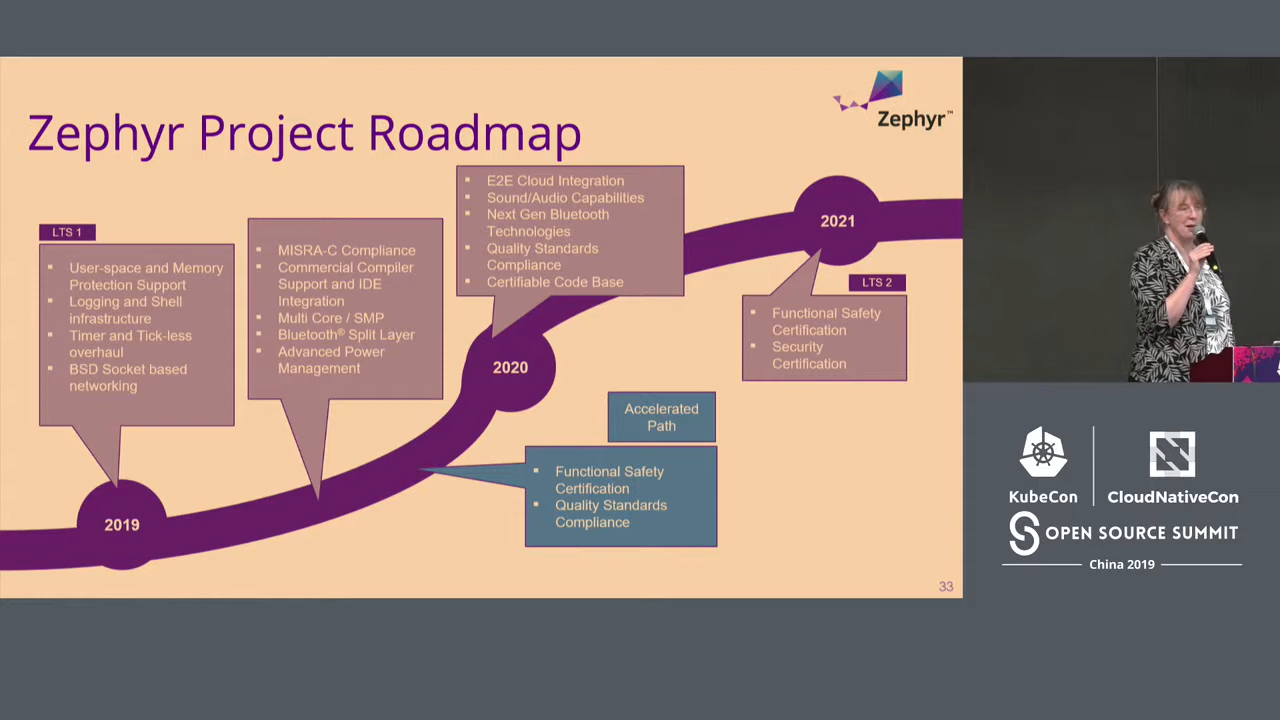 Zephyr™
Zephyr Project Roadmap
LTS 1
▪ User-space and Memory
Protection Support
▪ Logging and Shell
infrastructure
▪ Timer and Tick-less
overhaul
▪ BSD Socket based
networking
▪ MISRA-C Compliance
▪ Commercial Compiler
Support and IDE
Integration
▪ Multi Core / SMP
▪ Bluetooth® Split Layer
▪ Advanced Power
Management
▪ E2E Cloud Integration
▪ Sound/Audio Capabilities
▪ Next Gen Bluetooth
Technologies
▪ Quality Standards
Compliance
▪ Certifiable Code Base
2021
LTS 2
▪ Functional Safety
Certification
▪ Security
Certification
2020
Accelerated
Path
▪ Functional Safety
Certification
▪ Quality Standards
Compliance
2019
33
KubeCon
CloudNativeCon
OPEN SOURCE SUMMIT
China 2019